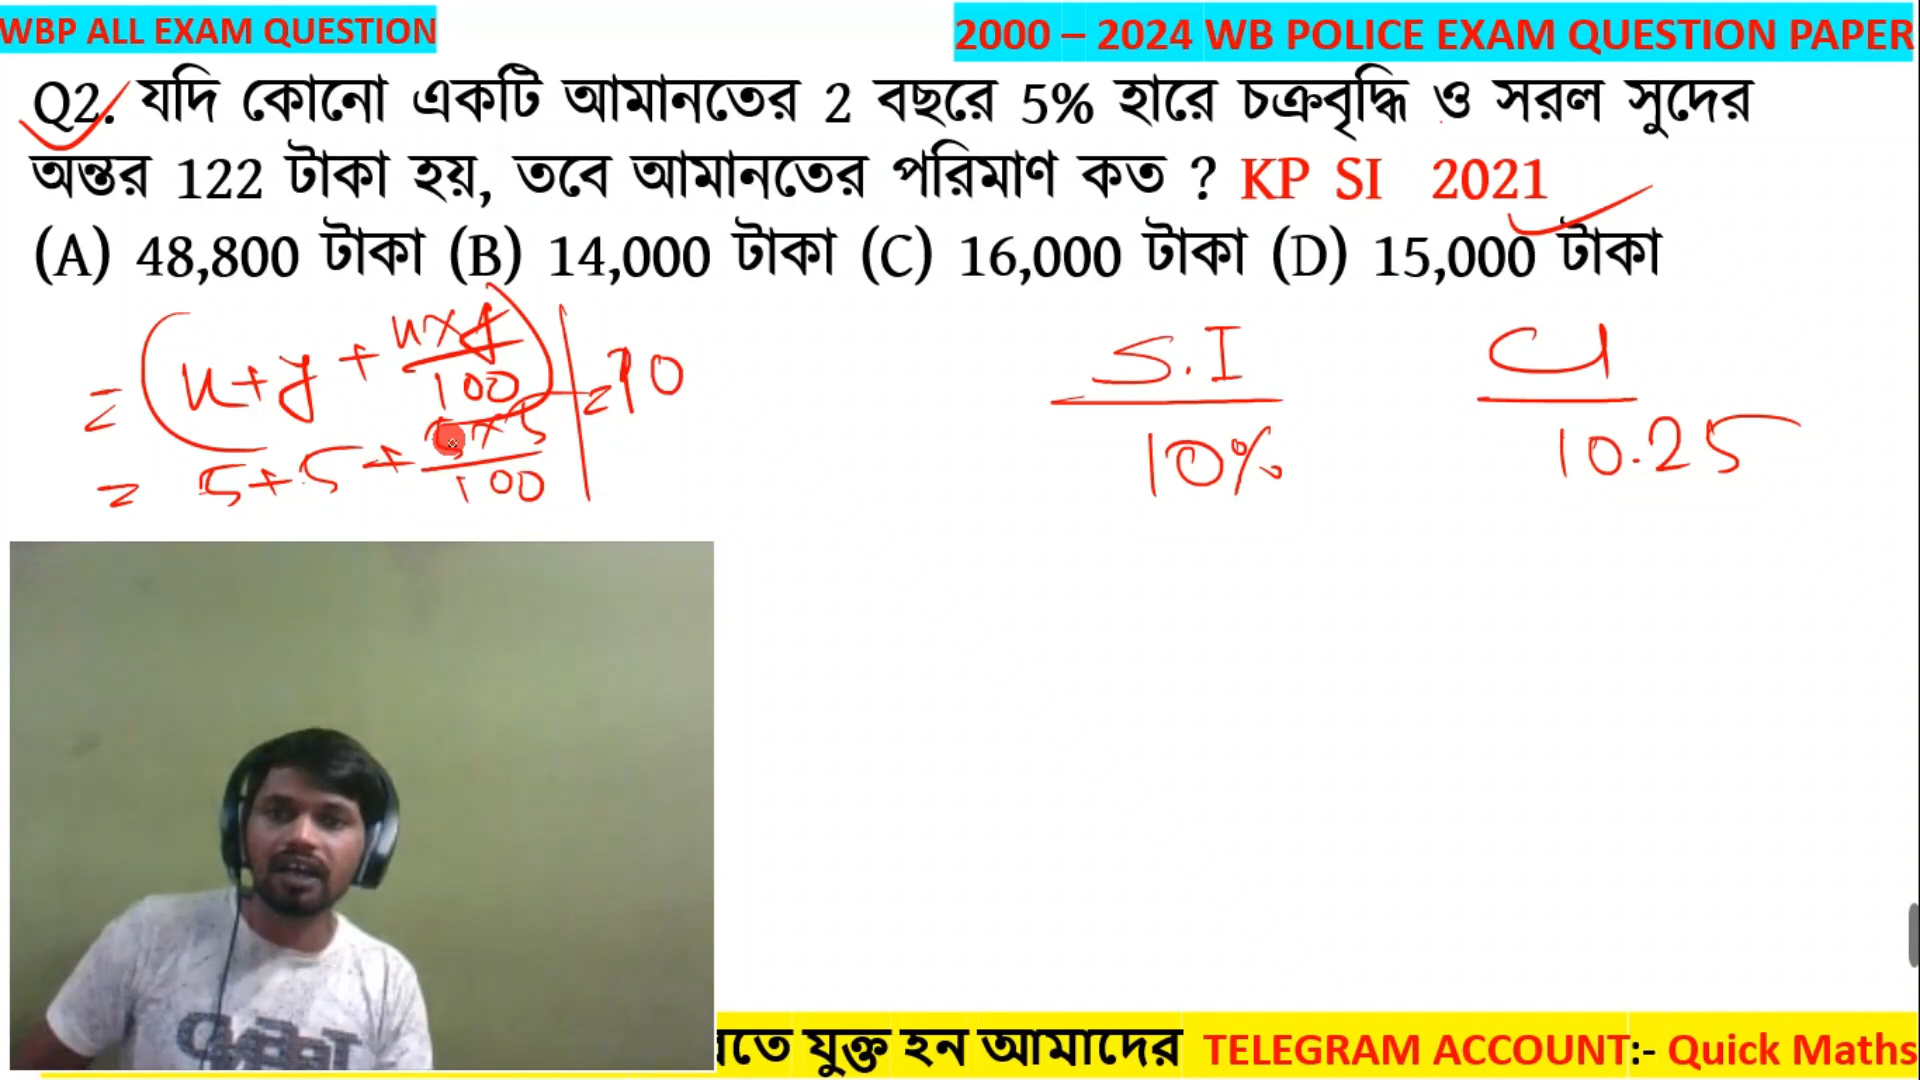 WBP ALL EXAM QUESTION
2000 – 2024 WB POLICE EXAM QUESTION PAPER
Q2. যদি কোনো একটি আমানতের 2 বছরে 5% হারে চক্রবৃদ্ধি ও সরল সুদের
অন্তর 122 টাকা হয়, তবে আমানতের পরিমাণ কত ? KP SI 2021
(A) 48,800 টাকা (B) 14,000 টাকা (C) 16,000 টাকা (D) 15,000 টাকা
= (x+y + x×y/100) = 10
= 5+5 + 5×5/100
S.I
10%
CI
10.25
যুক্ত হন আমাদের TELEGRAM ACCOUNT:- Quick Maths